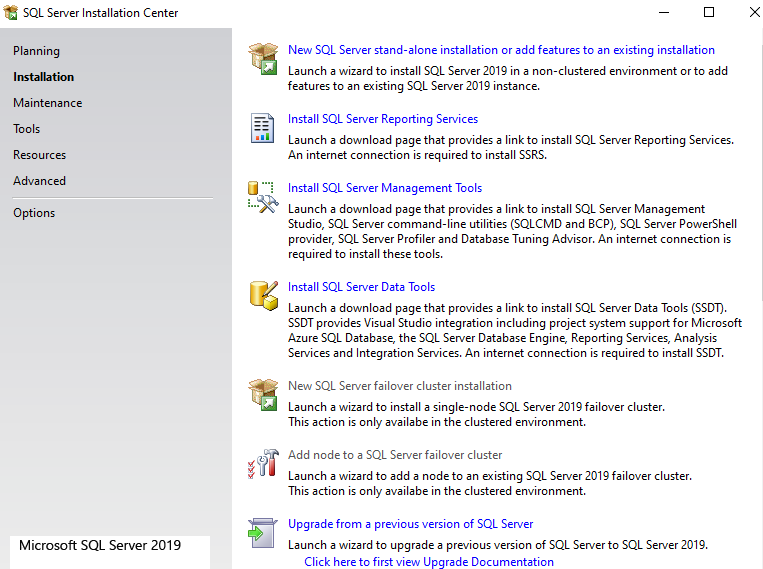 SQL Server Installation Center
Planning
Installation
Maintenance
Tools
Resources
Advanced
Options
Microsoft SQL Server 2019
New SQL Server stand-alone installation or add features to an existing installation
Launch a wizard to install SQL Server 2019 in a non-clustered environment or to add
features to an existing SQL Server 2019 instance.
Install SQL Server Reporting Services
Launch a download page that provides a link to install SQL Server Reporting Services.
An internet connection is required to install SSRS.
Install SQL Server Management Tools
Launch a download page that provides a link to install SQL Server Management
Studio, SQL Server command-line utilities (SQLCMD and BCP), SQL Server PowerShell
provider, SQL Server Profiler and Database Tuning Advisor. An internet connection is
required to install these tools.
Install SQL Server Data Tools
Launch a download page that provides a link to install SQL Server Data Tools (SSDT).
SSDT provides Visual Studio integration including project system support for Microsoft
Azure SQL Database, the SQL Server Database Engine, Reporting Services, Analysis
Services and Integration Services. An internet connection is required to install SSDT.
New SQL Server failover cluster installation
Launch a wizard to install a single-node SQL Server 2019 failover cluster.
This action is only availabe in the clustered environment.
Add node to a SQL Server failover cluster
Launch a wizard to add a node to an existing SQL Server 2019 failover cluster.
This action is only availabe in the clustered environment.
Upgrade from a previous version of SQL Server
Launch a wizard to upgrade a previous version of SQL Server to SQL Server 2019.
Click here to first view Upgrade Documentation